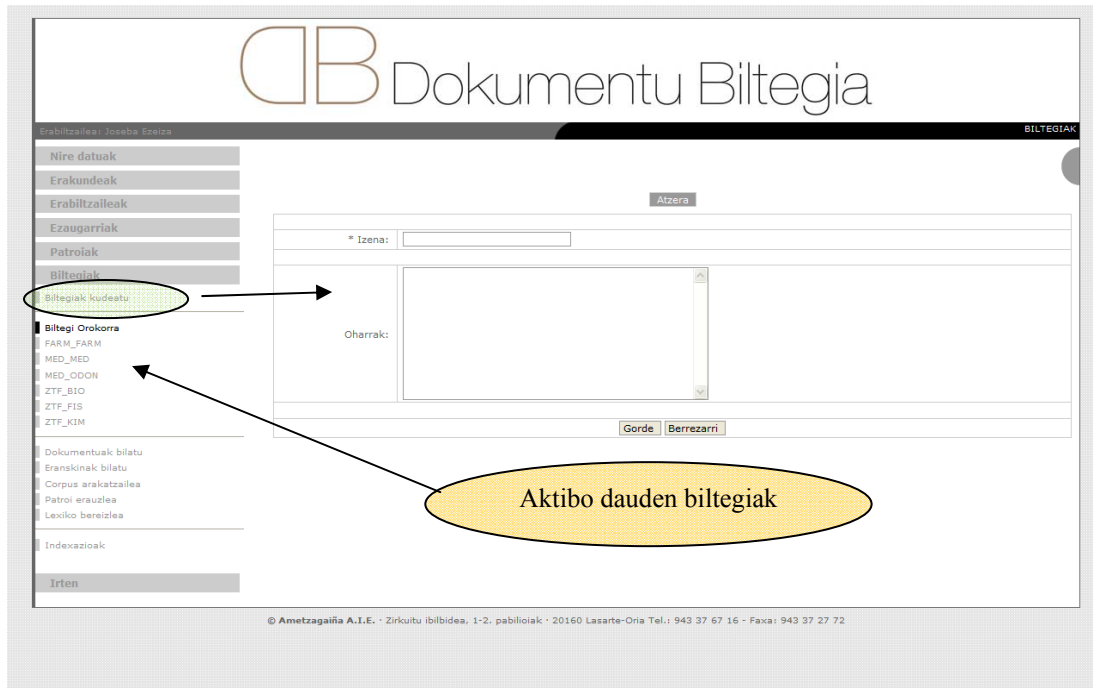 DB Dokumentu Biltegia
Erabiltzailea: Joseba Ezeiza
BILTEGIAK
Nire datuak
Erakundeak
Erabiltzaileak
Ezaugarriak
Patroiak
Biltegiak
Biltegiak kudeatu
Biltegi Orokorra
FARM_FARM
MED_MED
MED_ODON
ZTF_BIO
ZTF_FIS
ZTF_KIM
Dokumentuak bilatu
Eranskinak bilatu
Corpus arakatzailea
Patroi erauzlea
Lexiko bereizlea
Indexazioak
Irten
Atzera
* Izena:
Oharrak:
Gorde Berrezarri
Aktibo dauden biltegiak
© Ametzagaiña A.I.E. · Zirkuitu ibilbidea, 1-2. pabilioiak · 20160 Lasarte-Oria Tel.: 943 37 67 16 - Faxa: 943 37 27 72